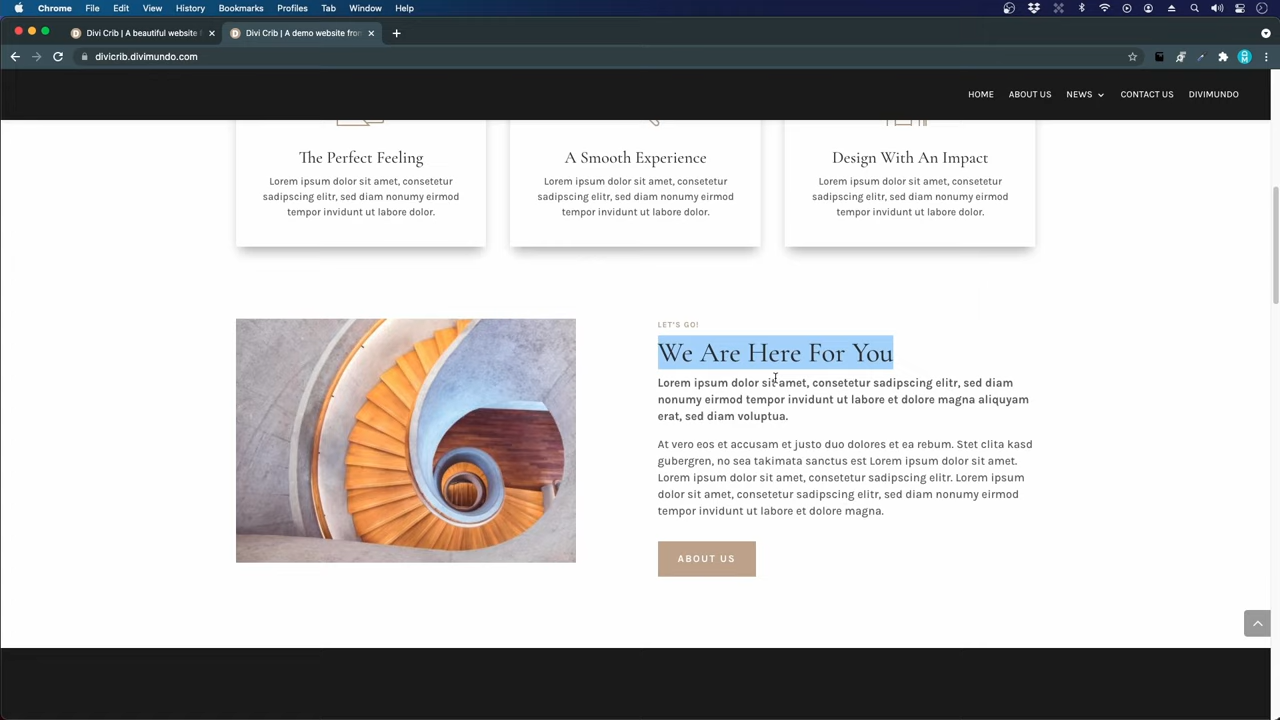 Chrome File Edit View History Bookmarks Profiles Tab Window Help
Divi Crib | A beautiful website
Divi Crib | A demo website from
divicrib.divimundo.com
HOME ABOUT US NEWS CONTACT US DIVIMUNDO
The Perfect Feeling
Lorem ipsum dolor sit amet, consetetur
sadipscing elitr, sed diam nonumy eirmod
tempor invidunt ut labore dolor.
A Smooth Experience
Lorem ipsum dolor sit amet, consetetur
sadipscing elitr, sed diam nonumy eirmod
tempor invidunt ut labore dolor.
Design With An Impact
Lorem ipsum dolor sit amet, consetetur
sadipscing elitr, sed diam nonumy eirmod
tempor invidunt ut labore dolor.
LET'S GO!
We Are Here For You
Lorem ipsum dolor sit amet, consetetur sadipscing elitr, sed diam
nonumy eirmod tempor invidunt ut labore et dolore magna aliquyam
erat, sed diam voluptua.
At vero eos et accusam et justo duo dolores et ea rebum. Stet clita kasd
gubergren, no sea takimata sanctus est Lorem ipsum dolor sit amet.
Lorem ipsum dolor sit amet, consetetur sadipscing elitr. Lorem ipsum
dolor sit amet, consetetur sadipscing elitr, sed diam nonumy eirmod
tempor invidunt ut labore et dolore magna.
ABOUT US